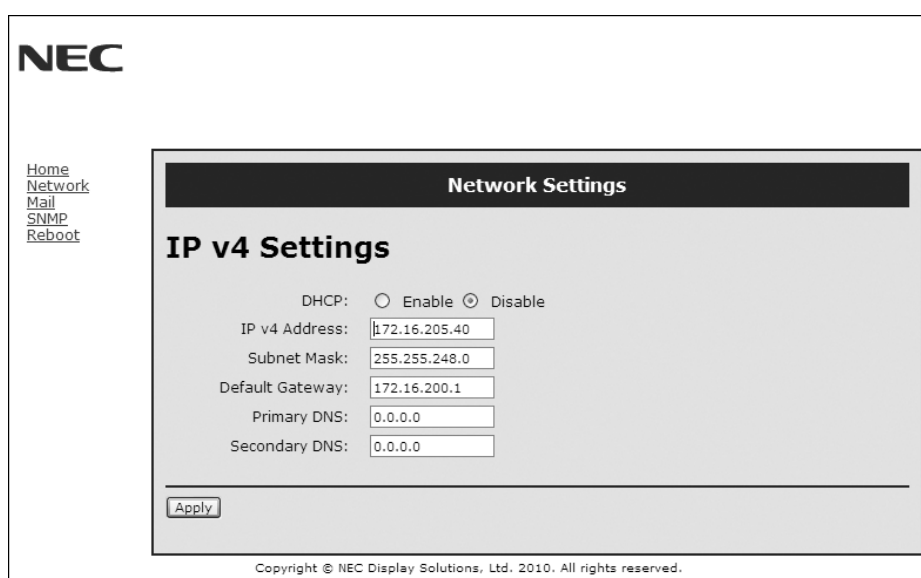 NEC
Home
Network
Mail
SNMP
Reboot
Network Settings
IP v4 Settings
DHCP: Enable Disable
IP v4 Address: 172.16.205.40
Subnet Mask: 255.255.248.0
Default Gateway: 172.16.200.1
Primary DNS: 0.0.0.0
Secondary DNS: 0.0.0.0
Apply
Copyright © NEC Display Solutions, Ltd. 2010. All rights reserved.